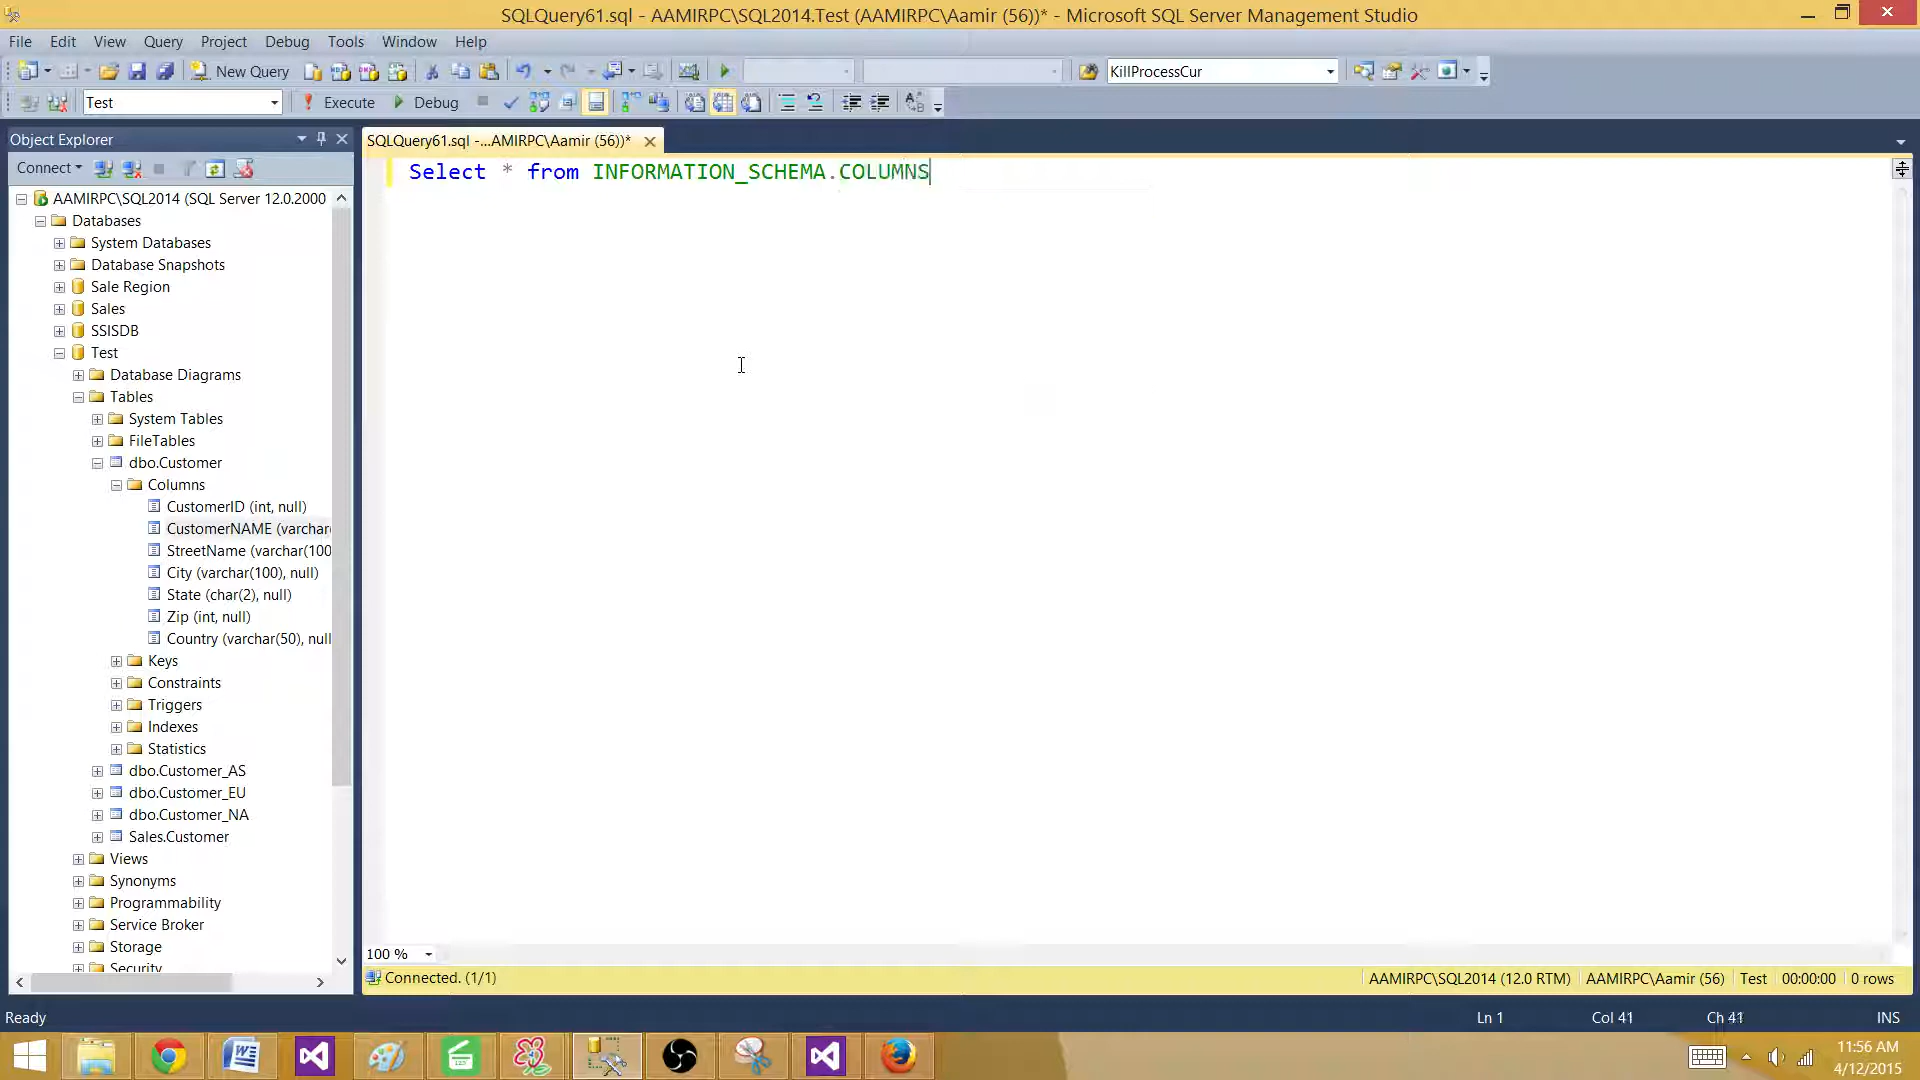 SQLQuery61.sql - AAMIRPC\SQL2014.Test (AAMIRPC\Aamir (56))* - Microsoft SQL Server Management Studio
File Edit View Query Project Debug Tools Window Help
New Query KillProcessCur
Test Execute Debug
Object Explorer
SQLQuery61.sql -...AMIRPC\Aamir (56))*
Connect
Select * from INFORMATION_SCHEMA.COLUMNS
AAMIRPC\SQL2014 (SQL Server 12.0.2000
Databases
System Databases
Database Snapshots
Sale Region
Sales
SSISDB
Test
Database Diagrams
Tables
System Tables
FileTables
dbo.Customer
Columns
CustomerID (int, null)
CustomerNAME (varchar(
StreetName (varchar(100
City (varchar(100), null)
State (char(2), null)
Zip (int, null)
Country (varchar(50), null
Keys
Constraints
Triggers
Indexes
Statistics
dbo.Customer_AS
dbo.Customer_EU
dbo.Customer_NA
Sales.Customer
Views
Synonyms
Programmability
Service Broker
Storage
Security
100 %
Connected. (1/1) AAMIRPC\SQL2014 (12.0 RTM) AAMIRPC\Aamir (56) Test 00:00:00 0 rows
Ready Ln 1 Col 41 Ch 41 INS
11:56 AM
4/12/2015